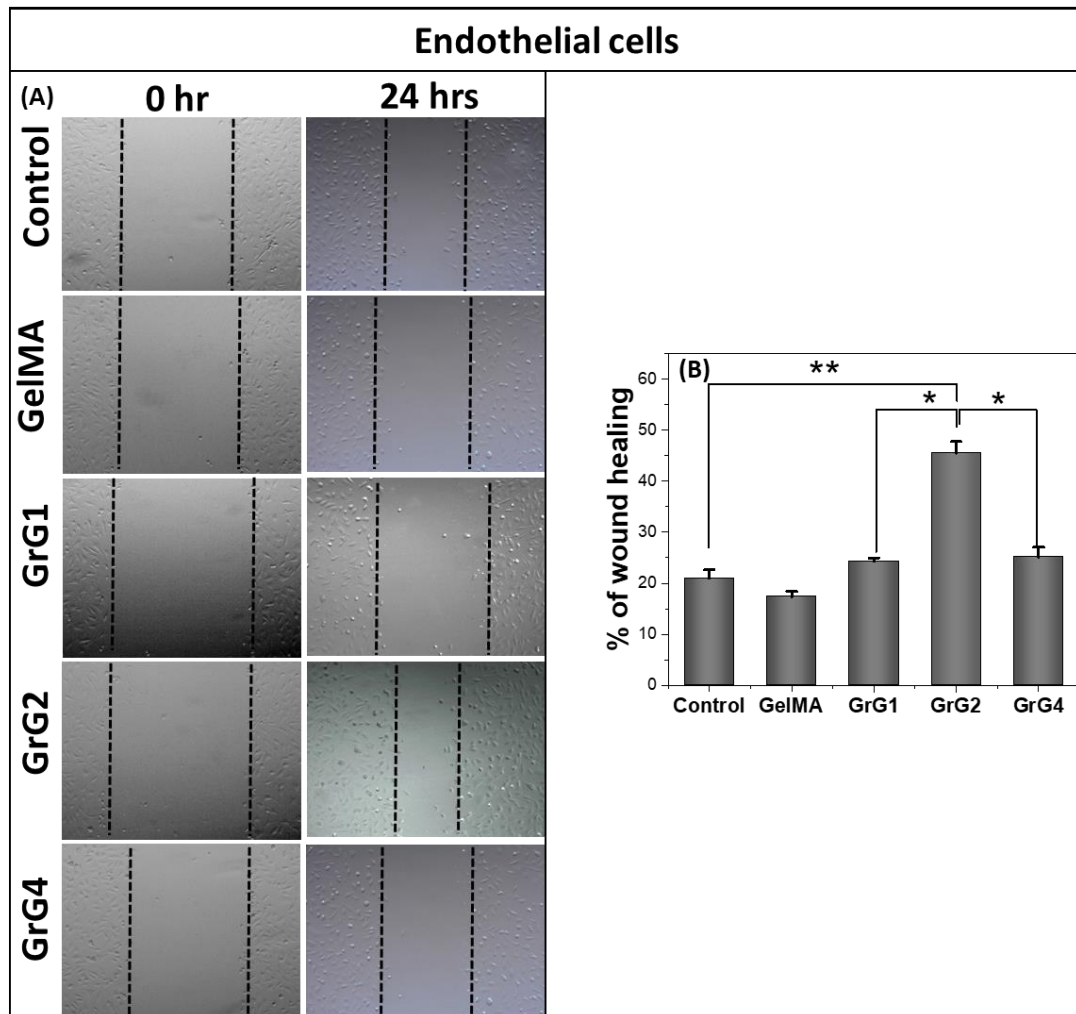 Endothelial cells
(A)
0 hr
24 hrs
Control
GelMA
GrG1
GrG2
GrG4
(B)
% of wound healing
60
50
40
30
20
10
0
**
*
*
Control GelMA GrG1 GrG2 GrG4